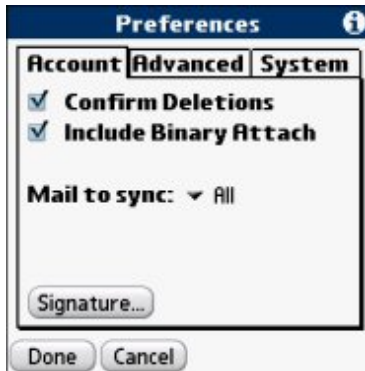 Preferences
Account Advanced System
Confirm Deletions
Include Binary Attach
Mail to sync: All
Signature...
Done Cancel